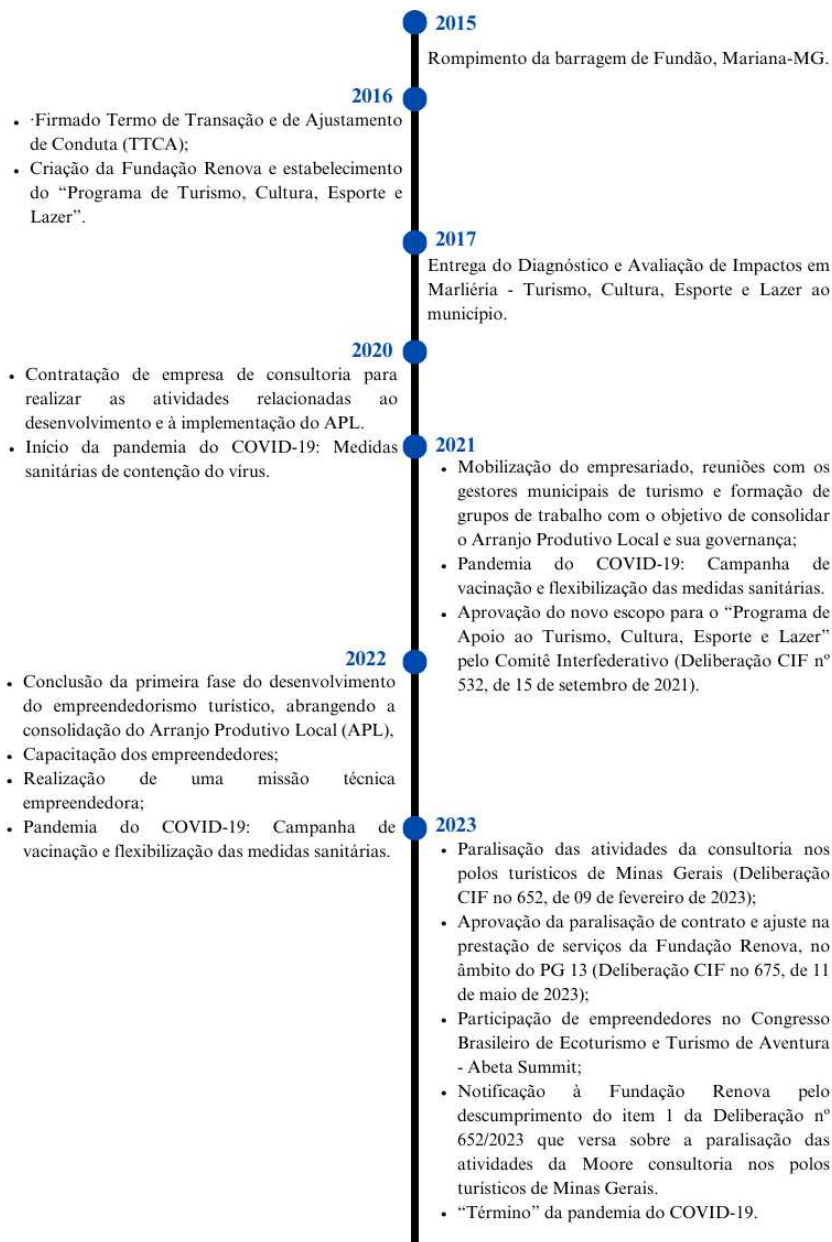 2015
Rompimento da barragem de Fundão, Mariana-MG.
2016
• ·Firmado Termo de Transação e de Ajustamento
de Conduta (TTCA);
• Criação da Fundação Renova e estabelecimento
do “Programa de Turismo, Cultura, Esporte e
Lazer”.
2017
Entrega do Diagnóstico e Avaliação de Impactos em
Marliéria - Turismo, Cultura, Esporte e Lazer ao
município.
2020
• Contratação de empresa de consultoria para
realizar as atividades relacionadas ao
desenvolvimento e à implementação do APL.
• Início da pandemia do COVID-19: Medidas
sanitárias de contenção do vírus.
2021
• Mobilização do empresariado, reuniões com os
gestores municipais de turismo e formação de
grupos de trabalho com o objetivo de consolidar
o Arranjo Produtivo Local e sua governança;
• Pandemia do COVID-19: Campanha de
vacinação e flexibilização das medidas sanitárias.
• Aprovação do novo escopo para o “Programa de
Apoio ao Turismo, Cultura, Esporte e Lazer”
pelo Comitê Interfederativo (Deliberação CIF nº
532, de 15 de setembro de 2021).
2022
• Conclusão da primeira fase do desenvolvimento
do empreendedorismo turístico, abrangendo a
consolidação do Arranjo Produtivo Local (APL),
• Capacitação dos empreendedores;
• Realização de uma missão técnica
empreendedora;
• Pandemia do COVID-19: Campanha de
vacinação e flexibilização das medidas sanitárias.
2023
• Paralisação das atividades da consultoria nos
polos turísticos de Minas Gerais (Deliberação
CIF no 652, de 09 de fevereiro de 2023);
• Aprovação da paralisação de contrato e ajuste na
prestação de serviços da Fundação Renova, no
âmbito do PG 13 (Deliberação CIF no 675, de 11
de maio de 2023);
• Participação de empreendedores no Congresso
Brasileiro de Ecoturismo e Turismo de Aventura
- Abeta Summit;
• Notificação à Fundação Renova pelo
descumprimento do item 1 da Deliberação nº
652/2023 que versa sobre a paralisação das
atividades da Moore consultoria nos polos
turísticos de Minas Gerais.
• “Término” da pandemia do COVID-19.